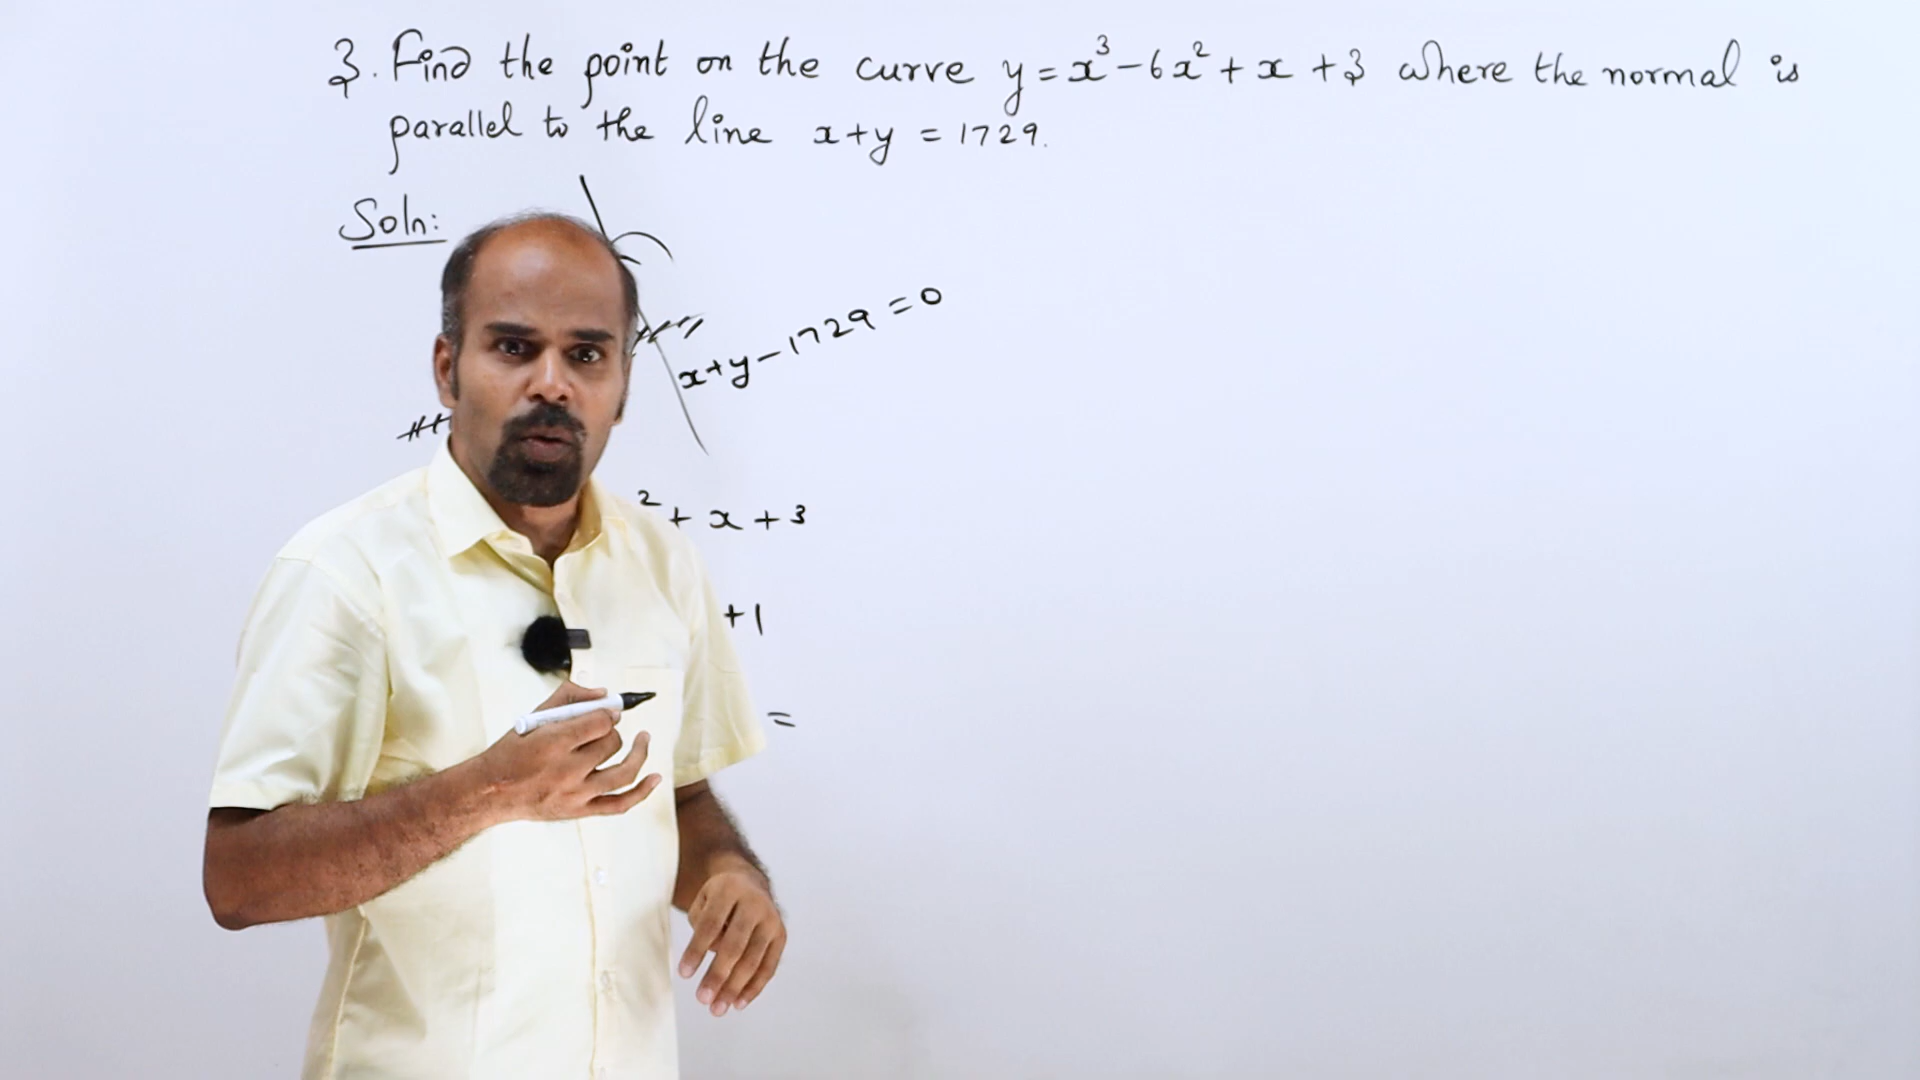 3. Find the point on the curve y = x³ - 6x² + x + 3 where the normal is
parallel to the line x+y = 1729.
Soln:
x+y-1729=0
² + x + 3
+1
=